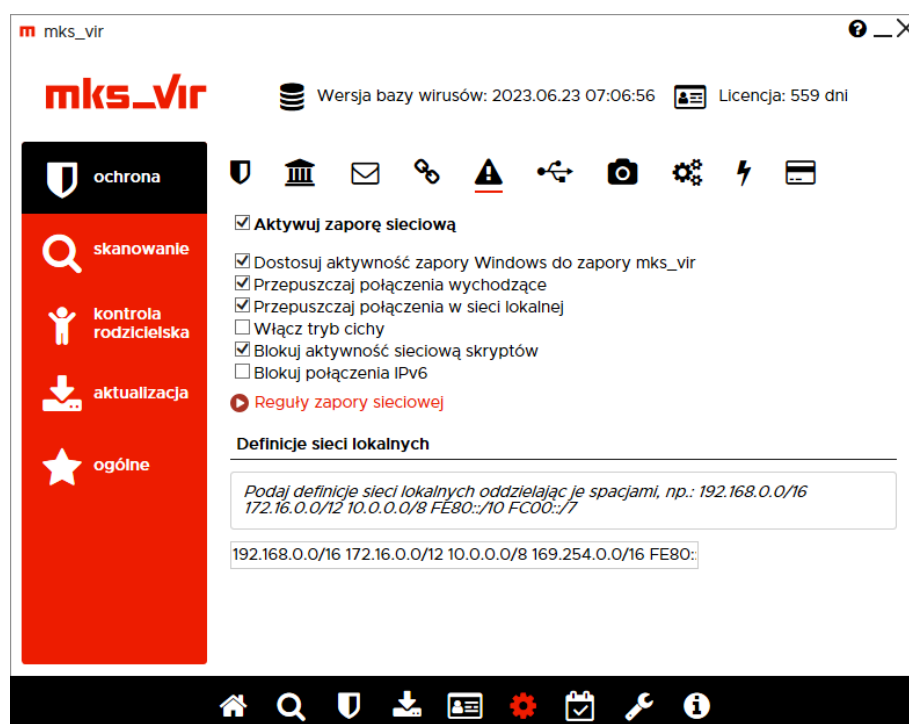 mks_vir
mks_vir
Wersja bazy wirusów: 2023.06.23 07:06:56
Licencja: 559 dni
ochrona
skanowanie
kontrola
rodzicielska
aktualizacja
ogólne
Aktywuj zaporę sieciową
Dostosuj aktywność zapory Windows do zapory mks_vir
Przepuszczaj połączenia wychodzące
Przepuszczaj połączenia w sieci lokalnej
Włącz tryb cichy
Blokuj aktywność sieciową skryptów
Blokuj połączenia IPv6
Reguły zapory sieciowej
Definicje sieci lokalnych
Podaj definicje sieci lokalnych oddzielając je spacjami, np.: 192.168.0.0/16
172.16.0.0/12 10.0.0.0/8 FE80::/10 FC00::/7
192.168.0.0/16 172.16.0.0/12 10.0.0.0/8 169.254.0.0/16 FE80: